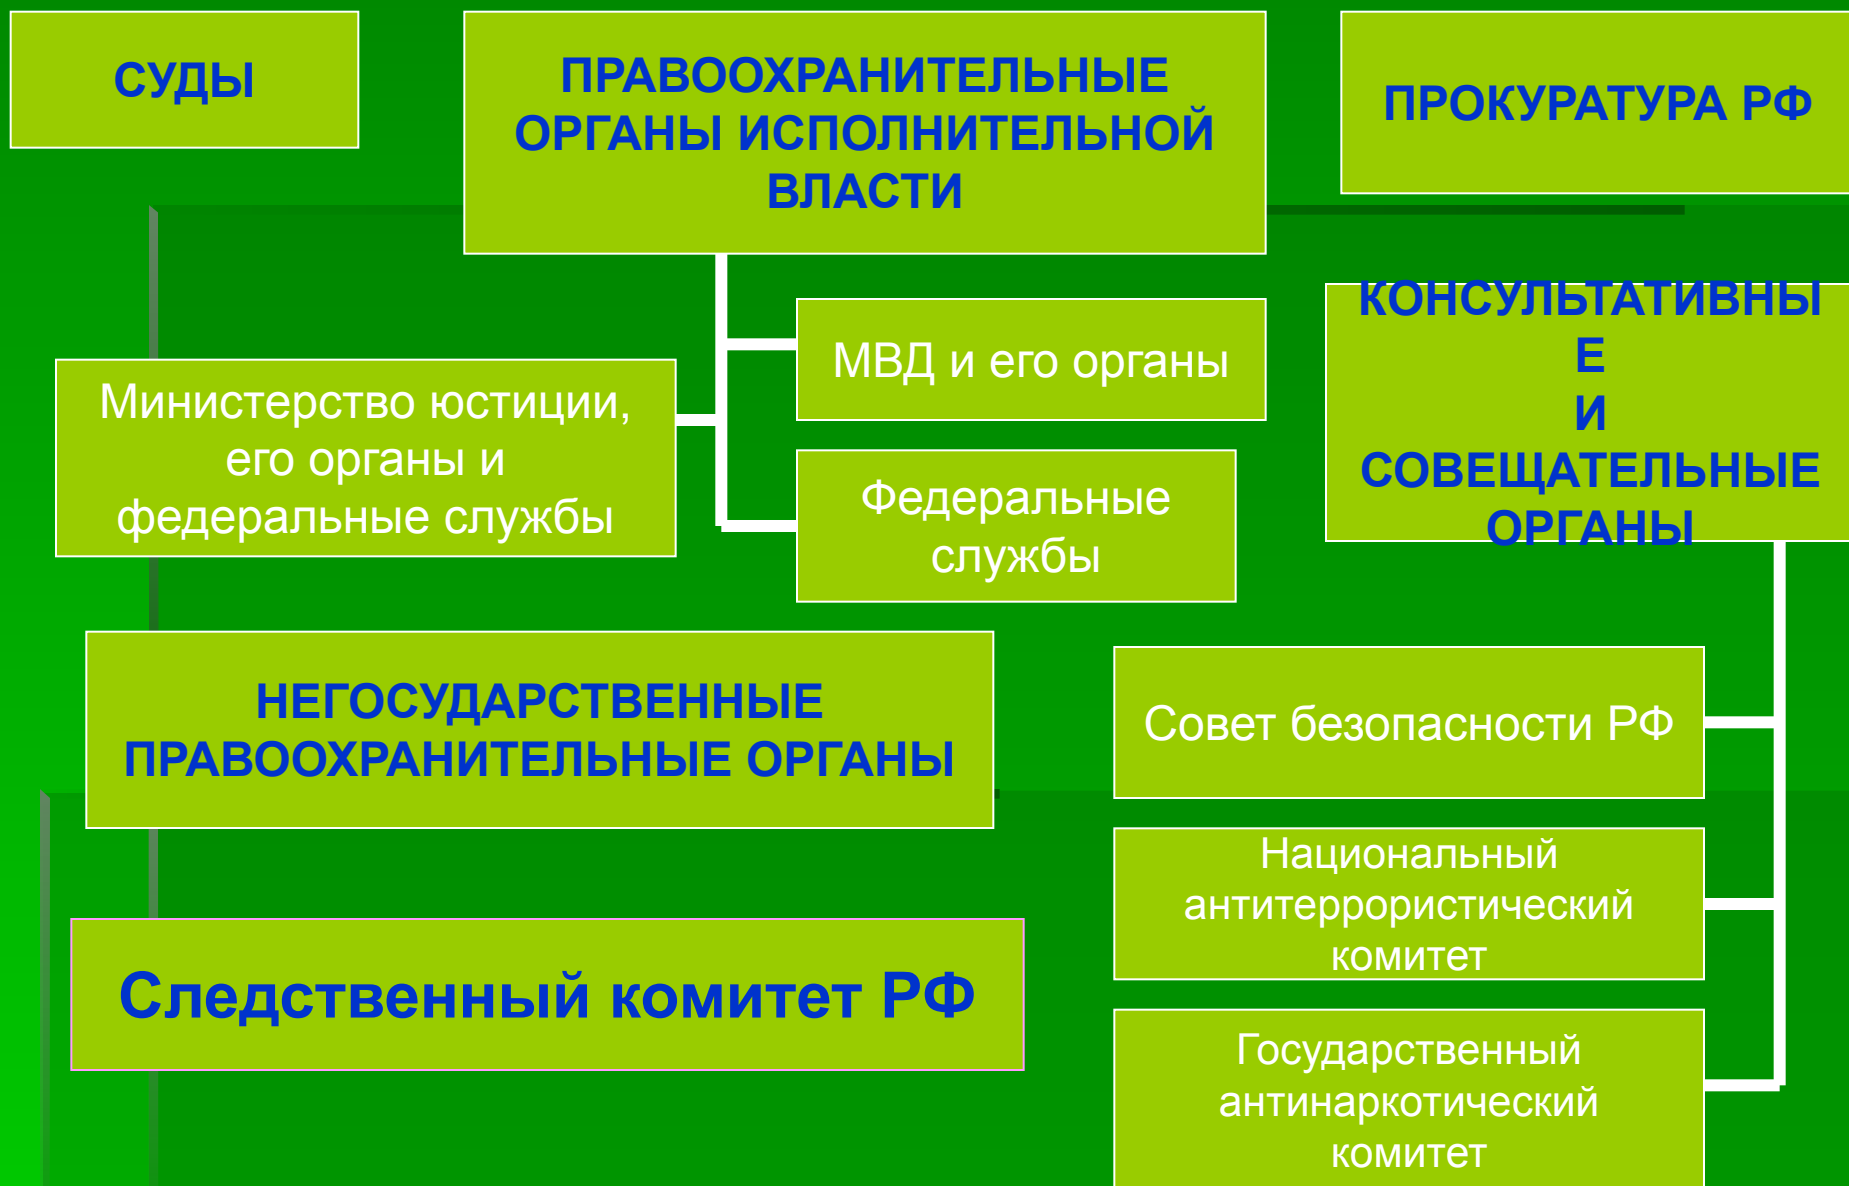 СУДЫ
ПРАВООХРАНИТЕЛЬНЫЕ
ОРГАНЫ ИСПОЛНИТЕЛЬНОЙ
ВЛАСТИ
ПРОКУРАТУРА РФ
МВД и его органы
Министерство юстиции,
его органы и
федеральные службы
Федеральные
службы
КОНСУЛЬТАТИВНЫ
Е
И
СОВЕЩАТЕЛЬНЫЕ
ОРГАНЫ
НЕГОСУДАРСТВЕННЫЕ
ПРАВООХРАНИТЕЛЬНЫЕ ОРГАНЫ
Совет безопасности РФ
Национальный
антитеррористический
комитет
Следственный комитет РФ
Государственный
антинаркотический
комитет